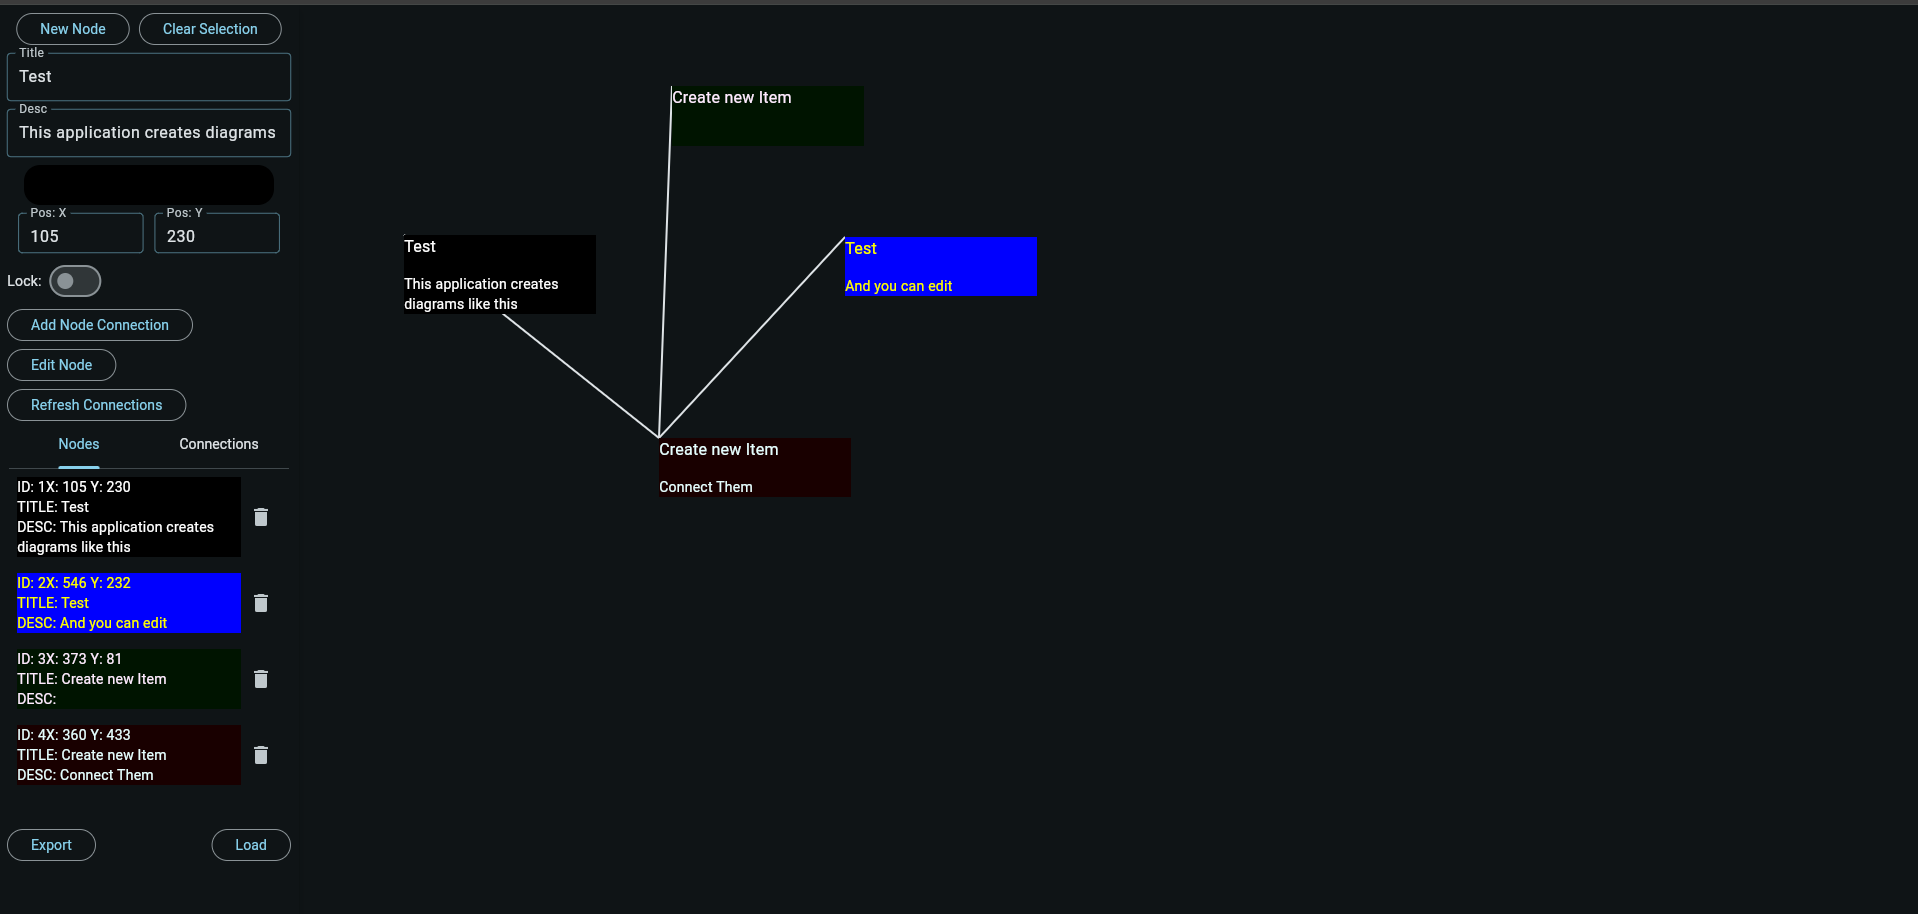 New Node
Clear Selection
Title
Test
Desc
This application creates diagrams
Pos: X
105
Pos: Y
230
Lock:
Add Node Connection
Edit Node
Refresh Connections
Nodes
Connections
ID: 1X: 105 Y: 230
TITLE: Test
DESC: This application creates
diagrams like this
ID: 2X: 546 Y: 232
TITLE: Test
DESC: And you can edit
ID: 3X: 373 Y: 81
TITLE: Create new Item
DESC:
ID: 4X: 360 Y: 433
TITLE: Create new Item
DESC: Connect Them
Export
Load
Create new Item
Test
This application creates
diagrams like this
Test
And you can edit
Create new Item
Connect Them